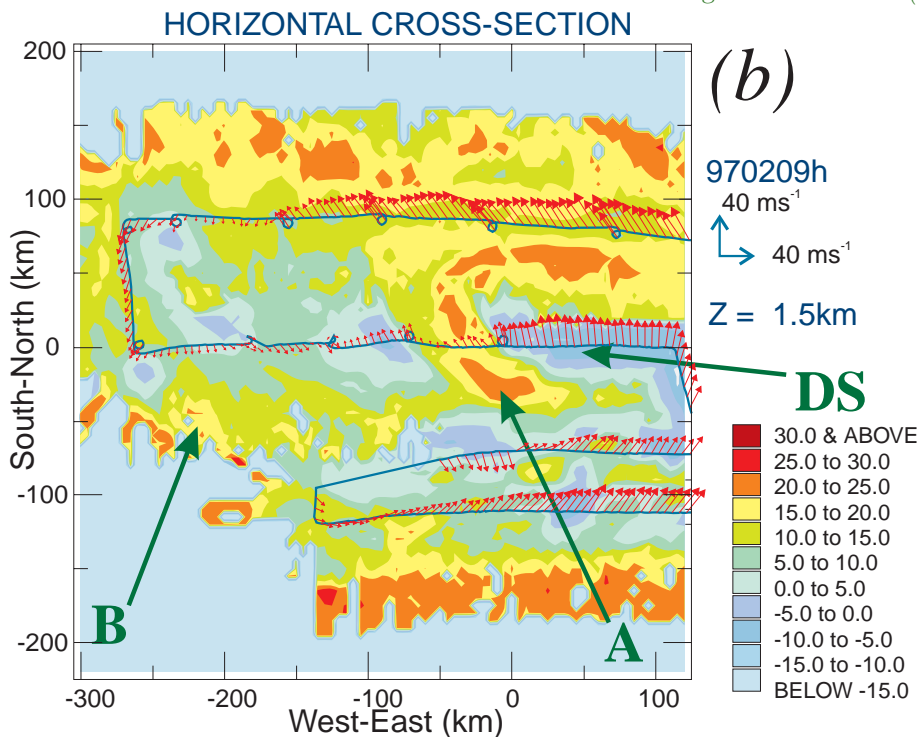 HORIZONTAL CROSS-SECTION
(b)
970209h
40 ms-1
40 ms-1
Z = 1.5km
DS
30.0 & ABOVE
25.0 to 30.0
20.0 to 25.0
15.0 to 20.0
10.0 to 15.0
5.0 to 10.0
0.0 to 5.0
-5.0 to 0.0
-10.0 to -5.0
-15.0 to -10.0
BELOW -15.0
200
100
0
-100
-200
South-North (km)
B
A
-300
-200
-100
0
100
West-East (km)